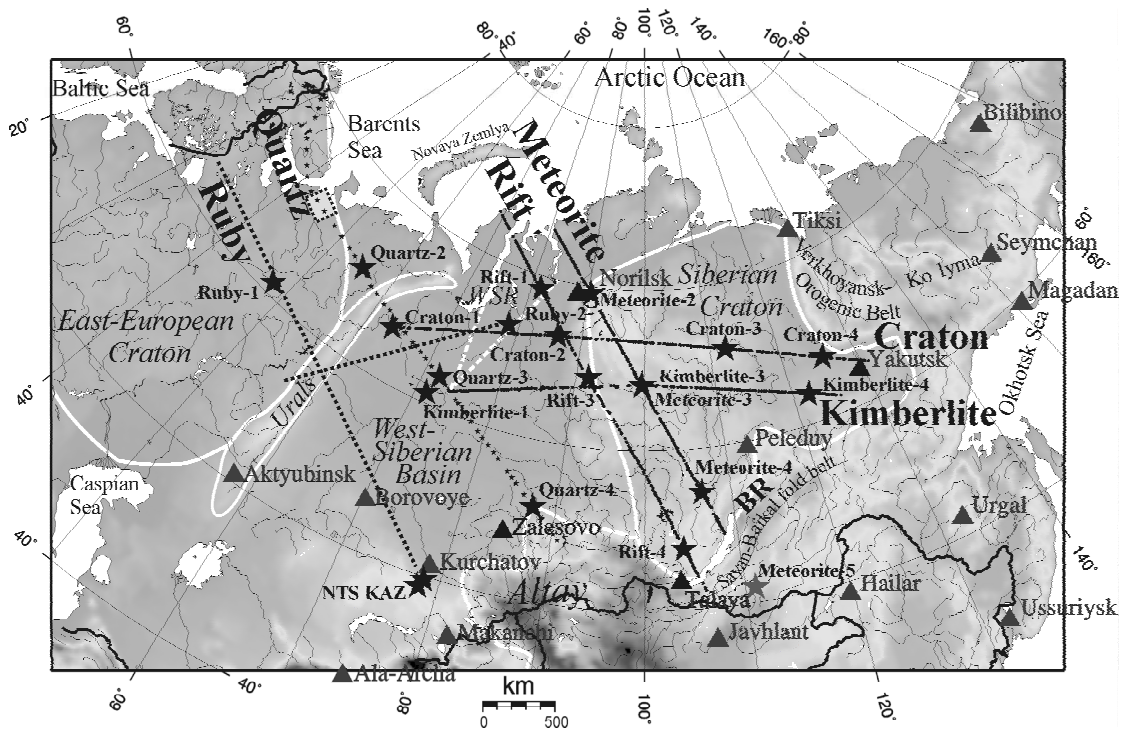 60°
80°
40°
60°
80°
100°
120°
140°
160°
80°
Baltic Sea
Arctic Ocean
20°
Barents
Sea
Novaya Zemlya
Bilibino
Quartz
Meteorite
Rift
Ruby
Tiksi
60°
Seymchan
160°
Quartz-2
Verkhoyansk-
Orogenic Belt
Kolyma
Magadan
Ruby-1
Rift-1
WSR
Norilsk
Meteorite-2
Siberian
Craton
East-European
Craton
Craton-1
Ruby-2
Craton-2
Craton-3
Craton-4
Craton
Yakutsk
Okhotsk Sea
40°
Urals
Quartz-3
Kimberlite-1
Rift-3
Kimberlite-3
Meteorite-3
Kimberlite-4
Kimberlite
West-
Siberian
Basin
Peleduy
Caspian
Sea
Aktyubinsk
Borovoye
Meteorite-4
BR
Sayan-Baikal fold belt
Quartz-4
Zalesovo
Urgal
40°
Rift-4
140°
Kurchatov
NTS KAZ
Altay
Talaya
Meteorite-5
Hailar
Ussuriysk
Makanchi
Javhlant
Ala-Archa
60°
40°
80°
km
0
500
100°
120°